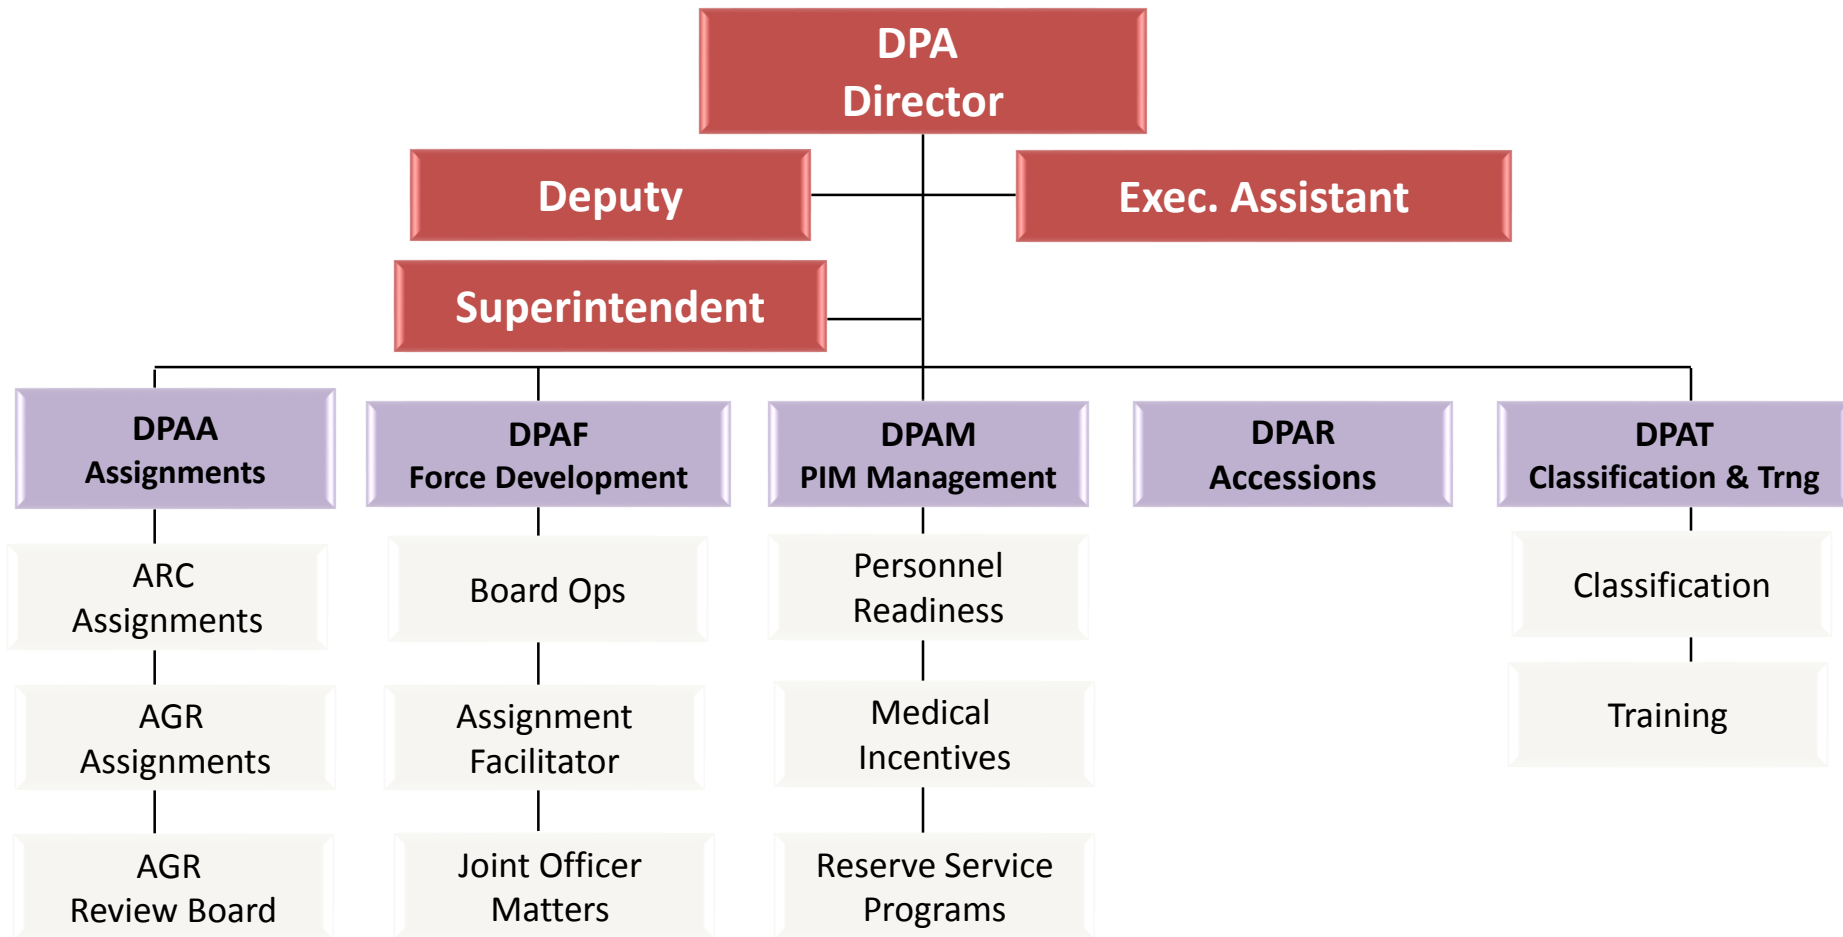 DPA
Director
Deputy
Exec. Assistant
Superintendent
DPAA
Assignments
DPAF
Force Development
DPAM
PIM Management
DPAR
Accessions
DPAT
Classification & Trng
ARC
Assignments
Board Ops
Personnel
Readiness
Classification
AGR
Assignments
Assignment
Facilitator
Medical
Incentives
Training
AGR
Review Board
Joint Officer
Matters
Reserve Service
Programs